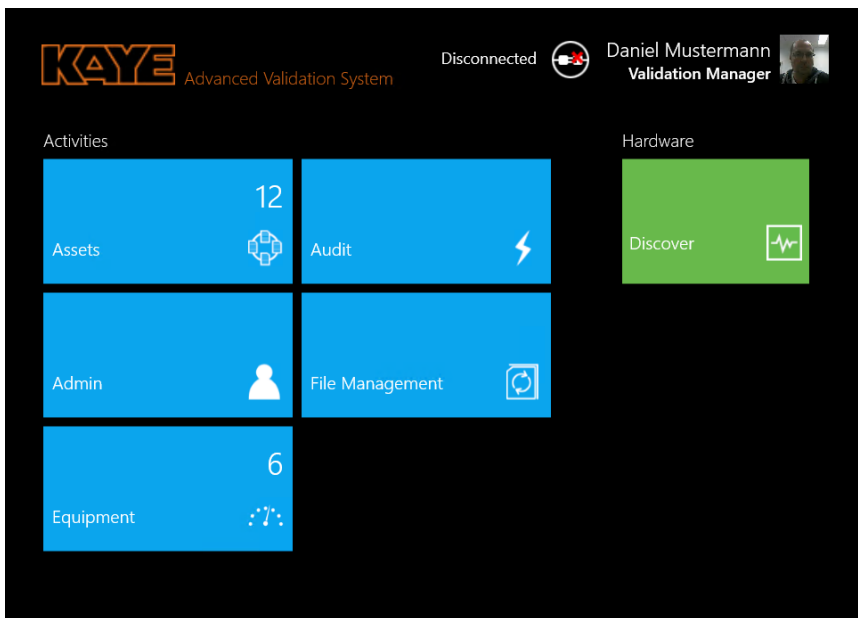 KAYE Advanced Validation System
Disconnected
Daniel Mustermann
Validation Manager
Activities
Hardware
12
Assets
Audit
Discover
Admin
File Management
6
Equipment